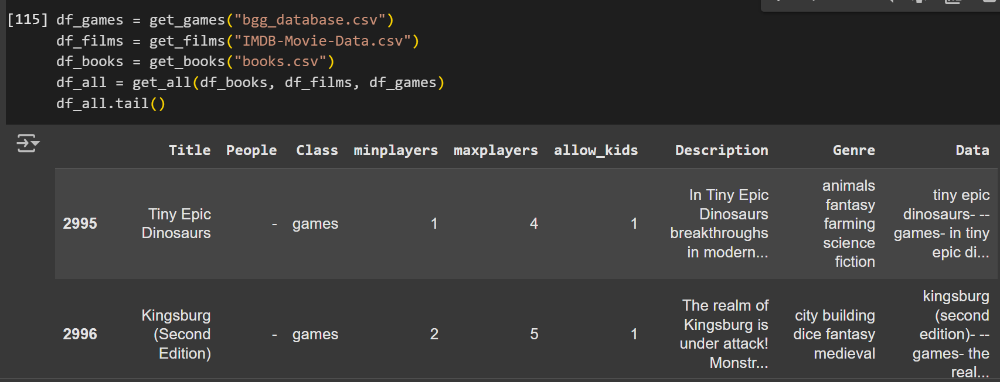 [115] df_games = get_games("bgg_database.csv")
df_films = get_films("IMDB-Movie-Data.csv")
df_books = get_books("books.csv")
df_all = get_all(df_books, df_films, df_games)
df_all.tail()
Title People Class minplayers maxplayers allow_kids Description Genre Data
2995
Tiny Epic
Dinosaurs
-
games
1
4
1
In Tiny Epic
Dinosaurs
breakthroughs
in modern...
animals
fantasy
farming
science
fiction
tiny epic
dinosaurs- --
games- in tiny
epic di...
2996
Kingsburg
(Second
Edition)
-
games
2
5
1
The realm of
Kingsburg is
under attack!
Monstr...
city building
dice fantasy
medieval
kingsburg
(second
edition)- --
games- the
real...